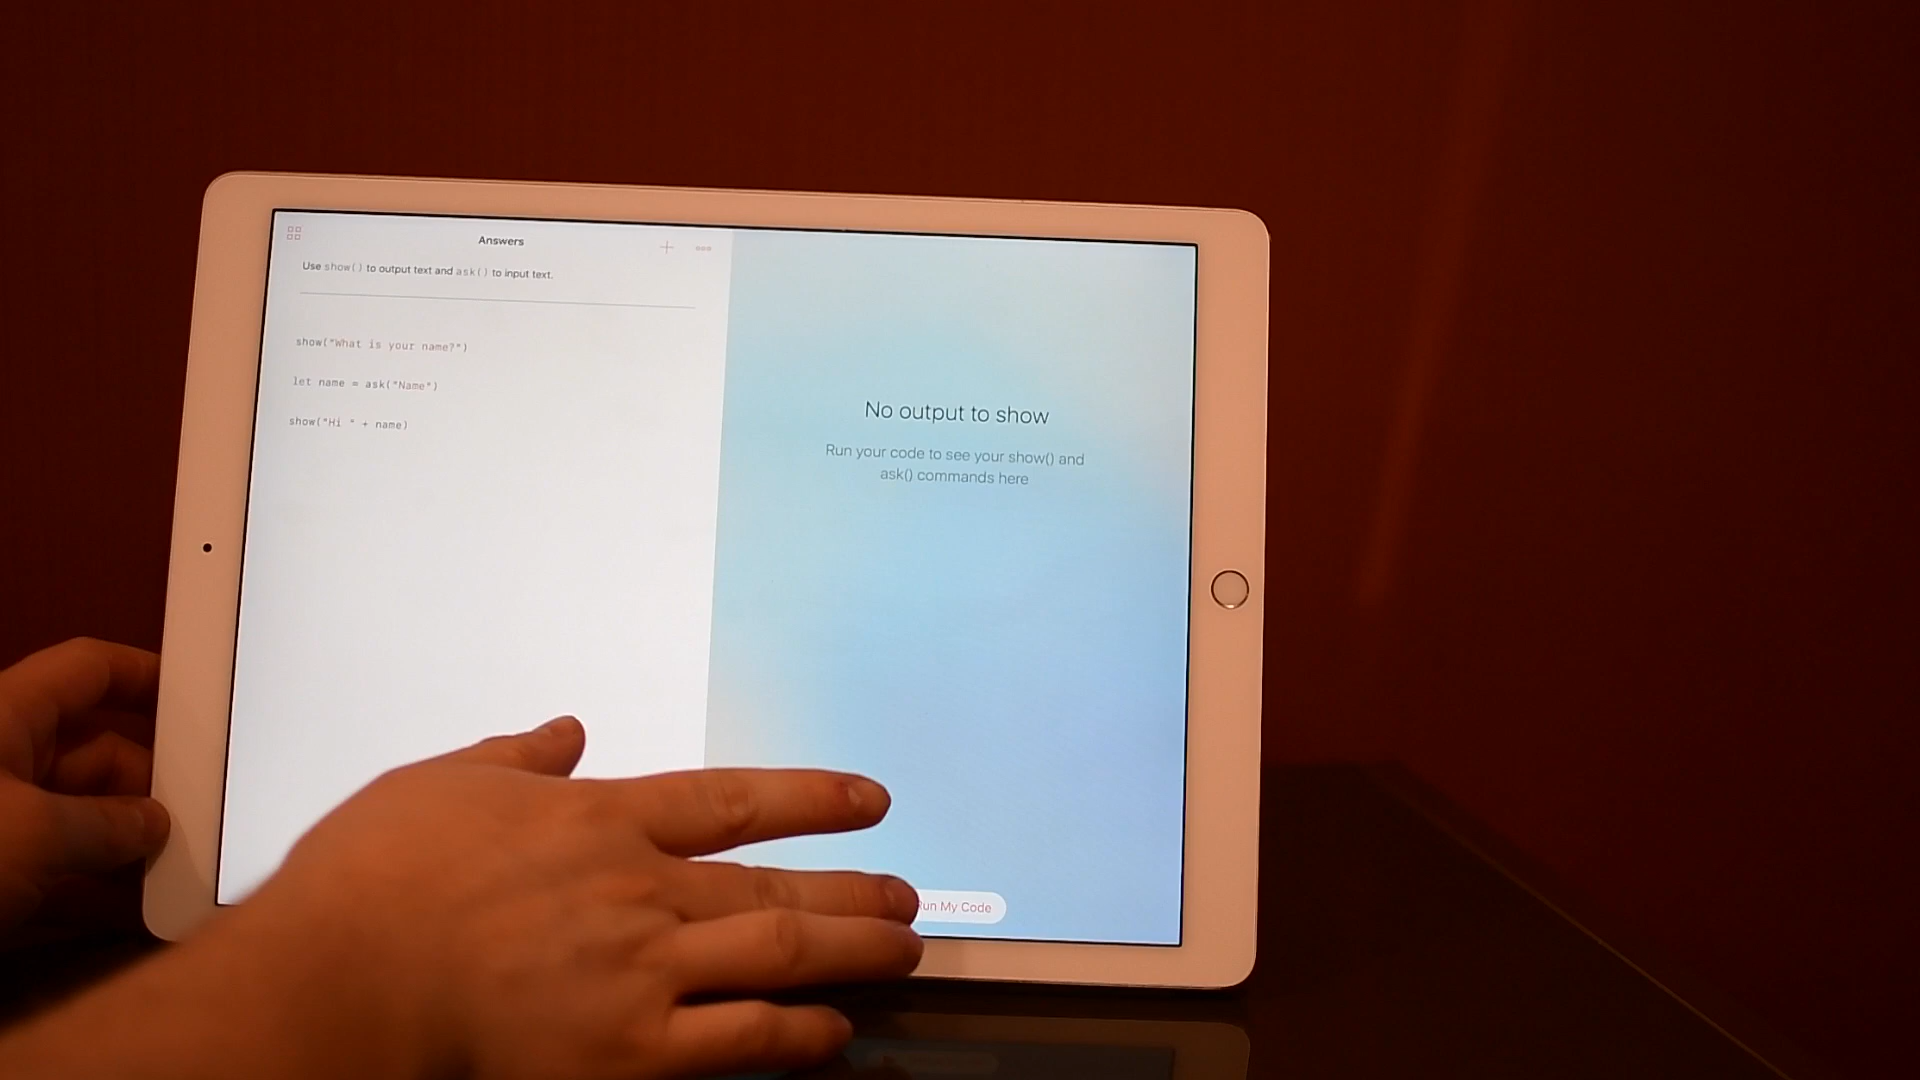 Answers
Use show() to output text and ask() to input text.
show("What is your name?")
let name = ask("Name")
show("Hi " + name)
No output to show
Run your code to see your show() and
ask() commands here
Run My Code